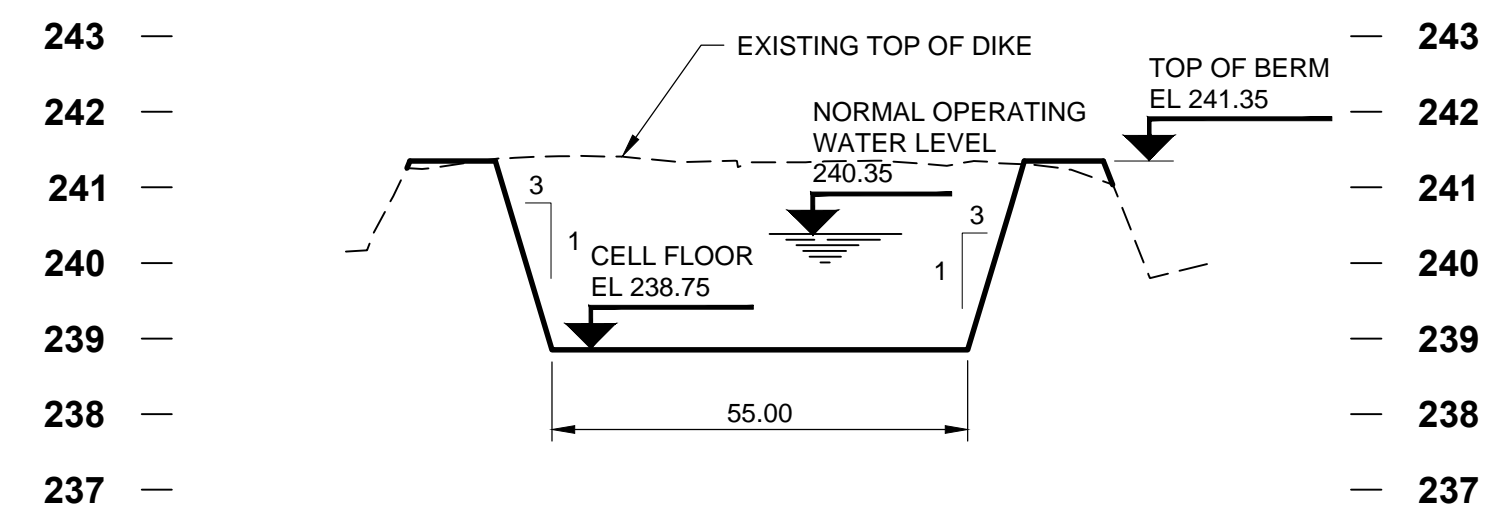 243
243
EXISTING TOP OF DIKE
TOP OF BERM
EL 241.35
242
242
NORMAL OPERATING
WATER LEVEL
240.35
241
241
3
3
1
1
CELL FLOOR
EL 238.75
240
240
239
239
55.00
238
238
237
237